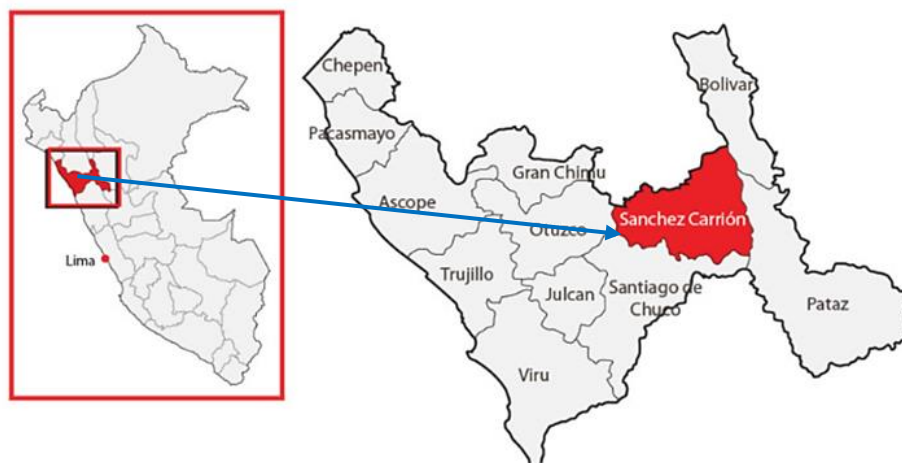 Lima
Chepen
Bolivar
Pacasmayo
Gran Chimu
Ascope
Sanchez Carrión
Otuzco
Trujillo
Julcan
Santiago de
Chuco
Pataz
Viru